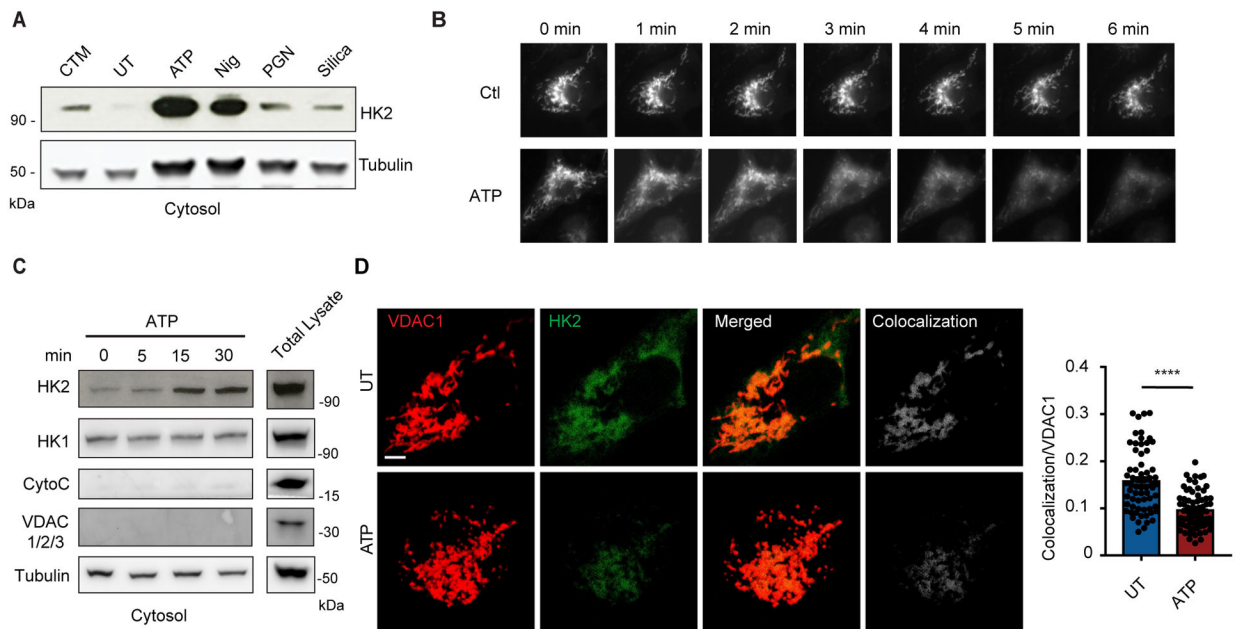 A
CTM UT ATP Nig PGN Silica
90 - HK2
50 - Tubulin
kDa Cytosol
B
0 min 1 min 2 min 3 min 4 min 5 min 6 min
Ctl
ATP
C
ATP Total Lysate
min 0 5 15 30
HK2 -90
HK1 -90
CytoC -15
VDAC
1/2/3 -30
Tubulin -50
kDa
Cytosol
D
VDAC1 HK2 Merged Colocalization
UT
ATP
Colocalization/VDAC1
0.4
0.3
0.2
0.1
0
****
UT ATP